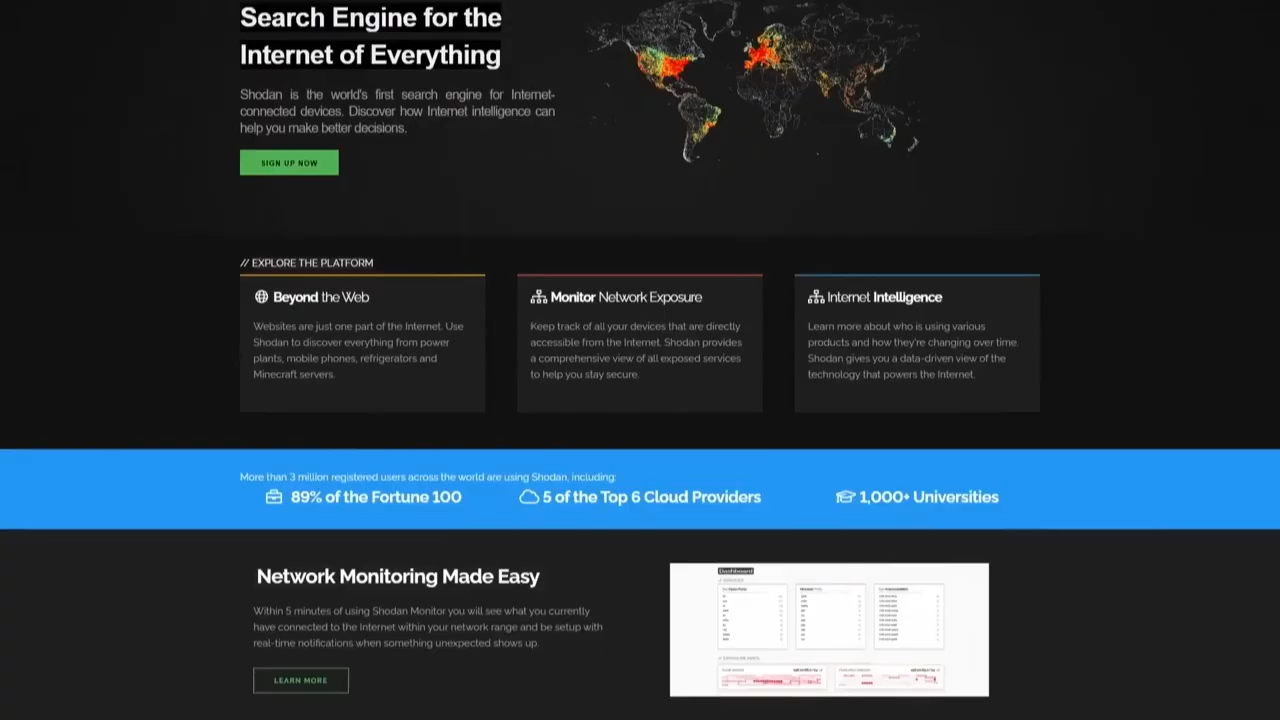 Search Engine for the
Internet of Everything
Shodan is the world's first search engine for Internet-
connected devices. Discover how Internet intelligence can
help you make better decisions.
SIGN UP NOW
// EXPLORE THE PLATFORM
Beyond the Web
Websites are just one part of the Internet. Use
Shodan to discover everything from power
plants, mobile phones, refrigerators and
Minecraft servers.
Monitor Network Exposure
Keep track of all your devices that are directly
accessible from the Internet. Shodan provides
a comprehensive view of all exposed services
to help you stay secure.
Internet Intelligence
Learn more about who is using various
products and how they're changing over time.
Shodan gives you a data-driven view of the
technology that powers the Internet.
More than 3 million registered users across the world are using Shodan, including:
89% of the Fortune 100
5 of the Top 6 Cloud Providers
1,000+ Universities
Network Monitoring Made Easy
Within 5 minutes of using Shodan Monitor you will see what you currently
have connected to the Internet within your network range and be setup with
real-time notifications when something unexpected shows up.
LEARN MORE
Dashboard